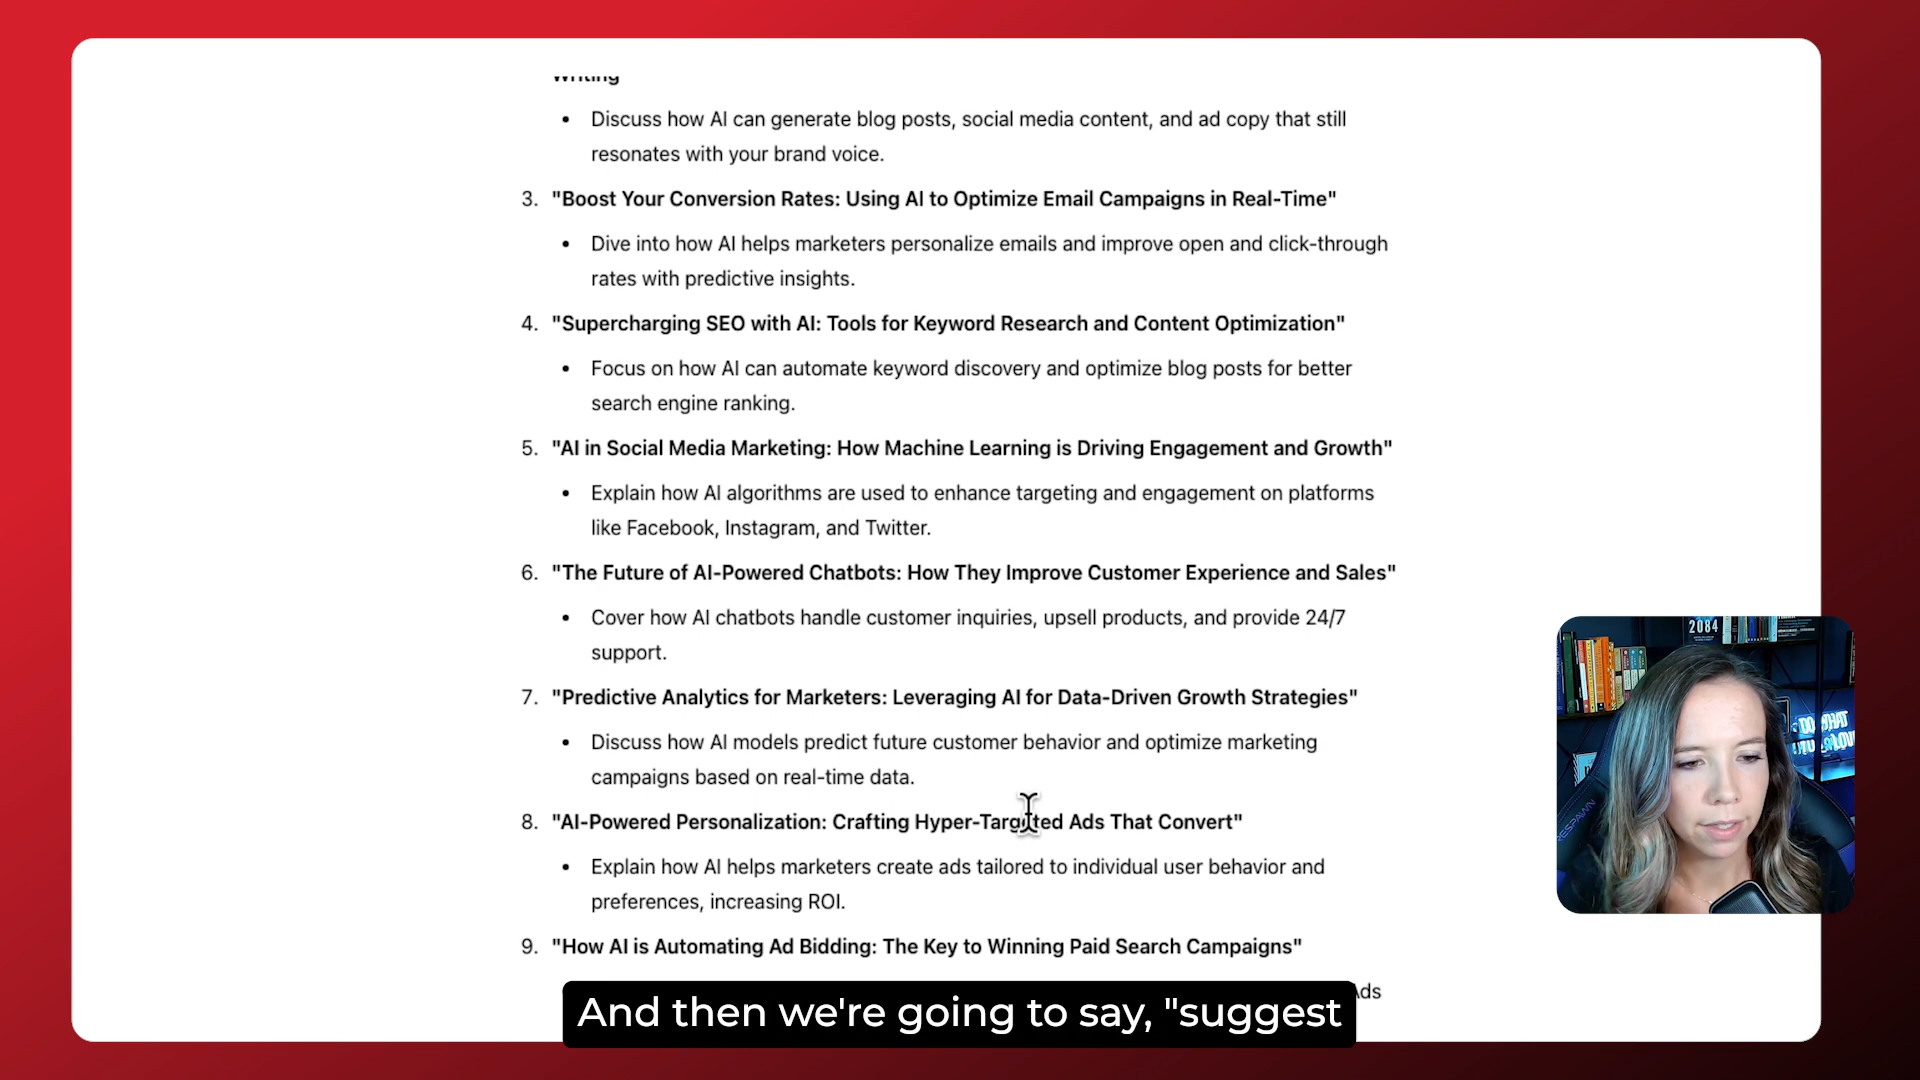 Writing
• Discuss how AI can generate blog posts, social media content, and ad copy that still
resonates with your brand voice.
3. "Boost Your Conversion Rates: Using AI to Optimize Email Campaigns in Real-Time"
• Dive into how AI helps marketers personalize emails and improve open and click-through
rates with predictive insights.
4. "Supercharging SEO with AI: Tools for Keyword Research and Content Optimization"
• Focus on how AI can automate keyword discovery and optimize blog posts for better
search engine ranking.
5. "AI in Social Media Marketing: How Machine Learning is Driving Engagement and Growth"
• Explain how AI algorithms are used to enhance targeting and engagement on platforms
like Facebook, Instagram, and Twitter.
6. "The Future of AI-Powered Chatbots: How They Improve Customer Experience and Sales"
• Cover how AI chatbots handle customer inquiries, upsell products, and provide 24/7
support.
7. "Predictive Analytics for Marketers: Leveraging AI for Data-Driven Growth Strategies"
• Discuss how AI models predict future customer behavior and optimize marketing
campaigns based on real-time data.
8. "AI-Powered Personalization: Crafting Hyper-Targeted Ads That Convert"
• Explain how AI helps marketers create ads tailored to individual user behavior and
preferences, increasing ROI.
9. "How AI is Automating Ad Bidding: The Key to Winning Paid Search Campaigns"
Ads
And then we're going to say, "suggest
2084
RESPAWN